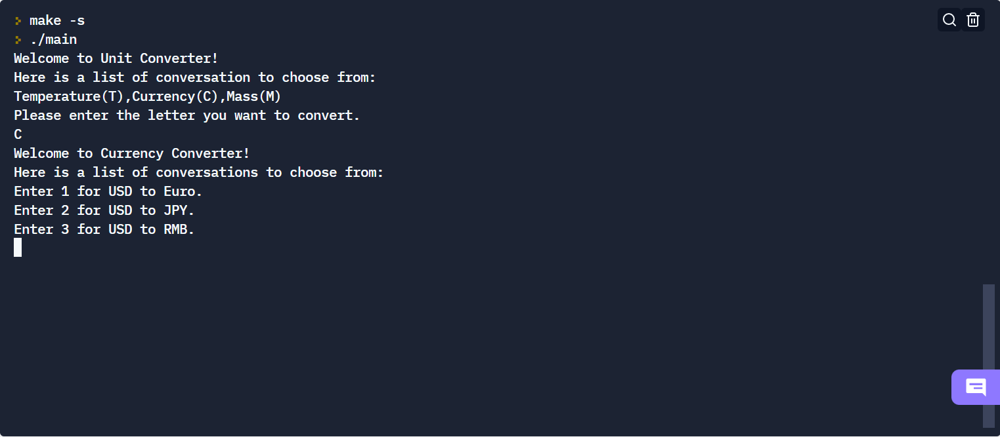 make -s
./main
Welcome to Unit Converter!
Here is a list of conversation to choose from:
Temperature(T),Currency(C),Mass(M)
Please enter the letter you want to convert.
C
Welcome to Currency Converter!
Here is a list of conversations to choose from:
Enter 1 for USD to Euro.
Enter 2 for USD to JPY.
Enter 3 for USD to RMB.